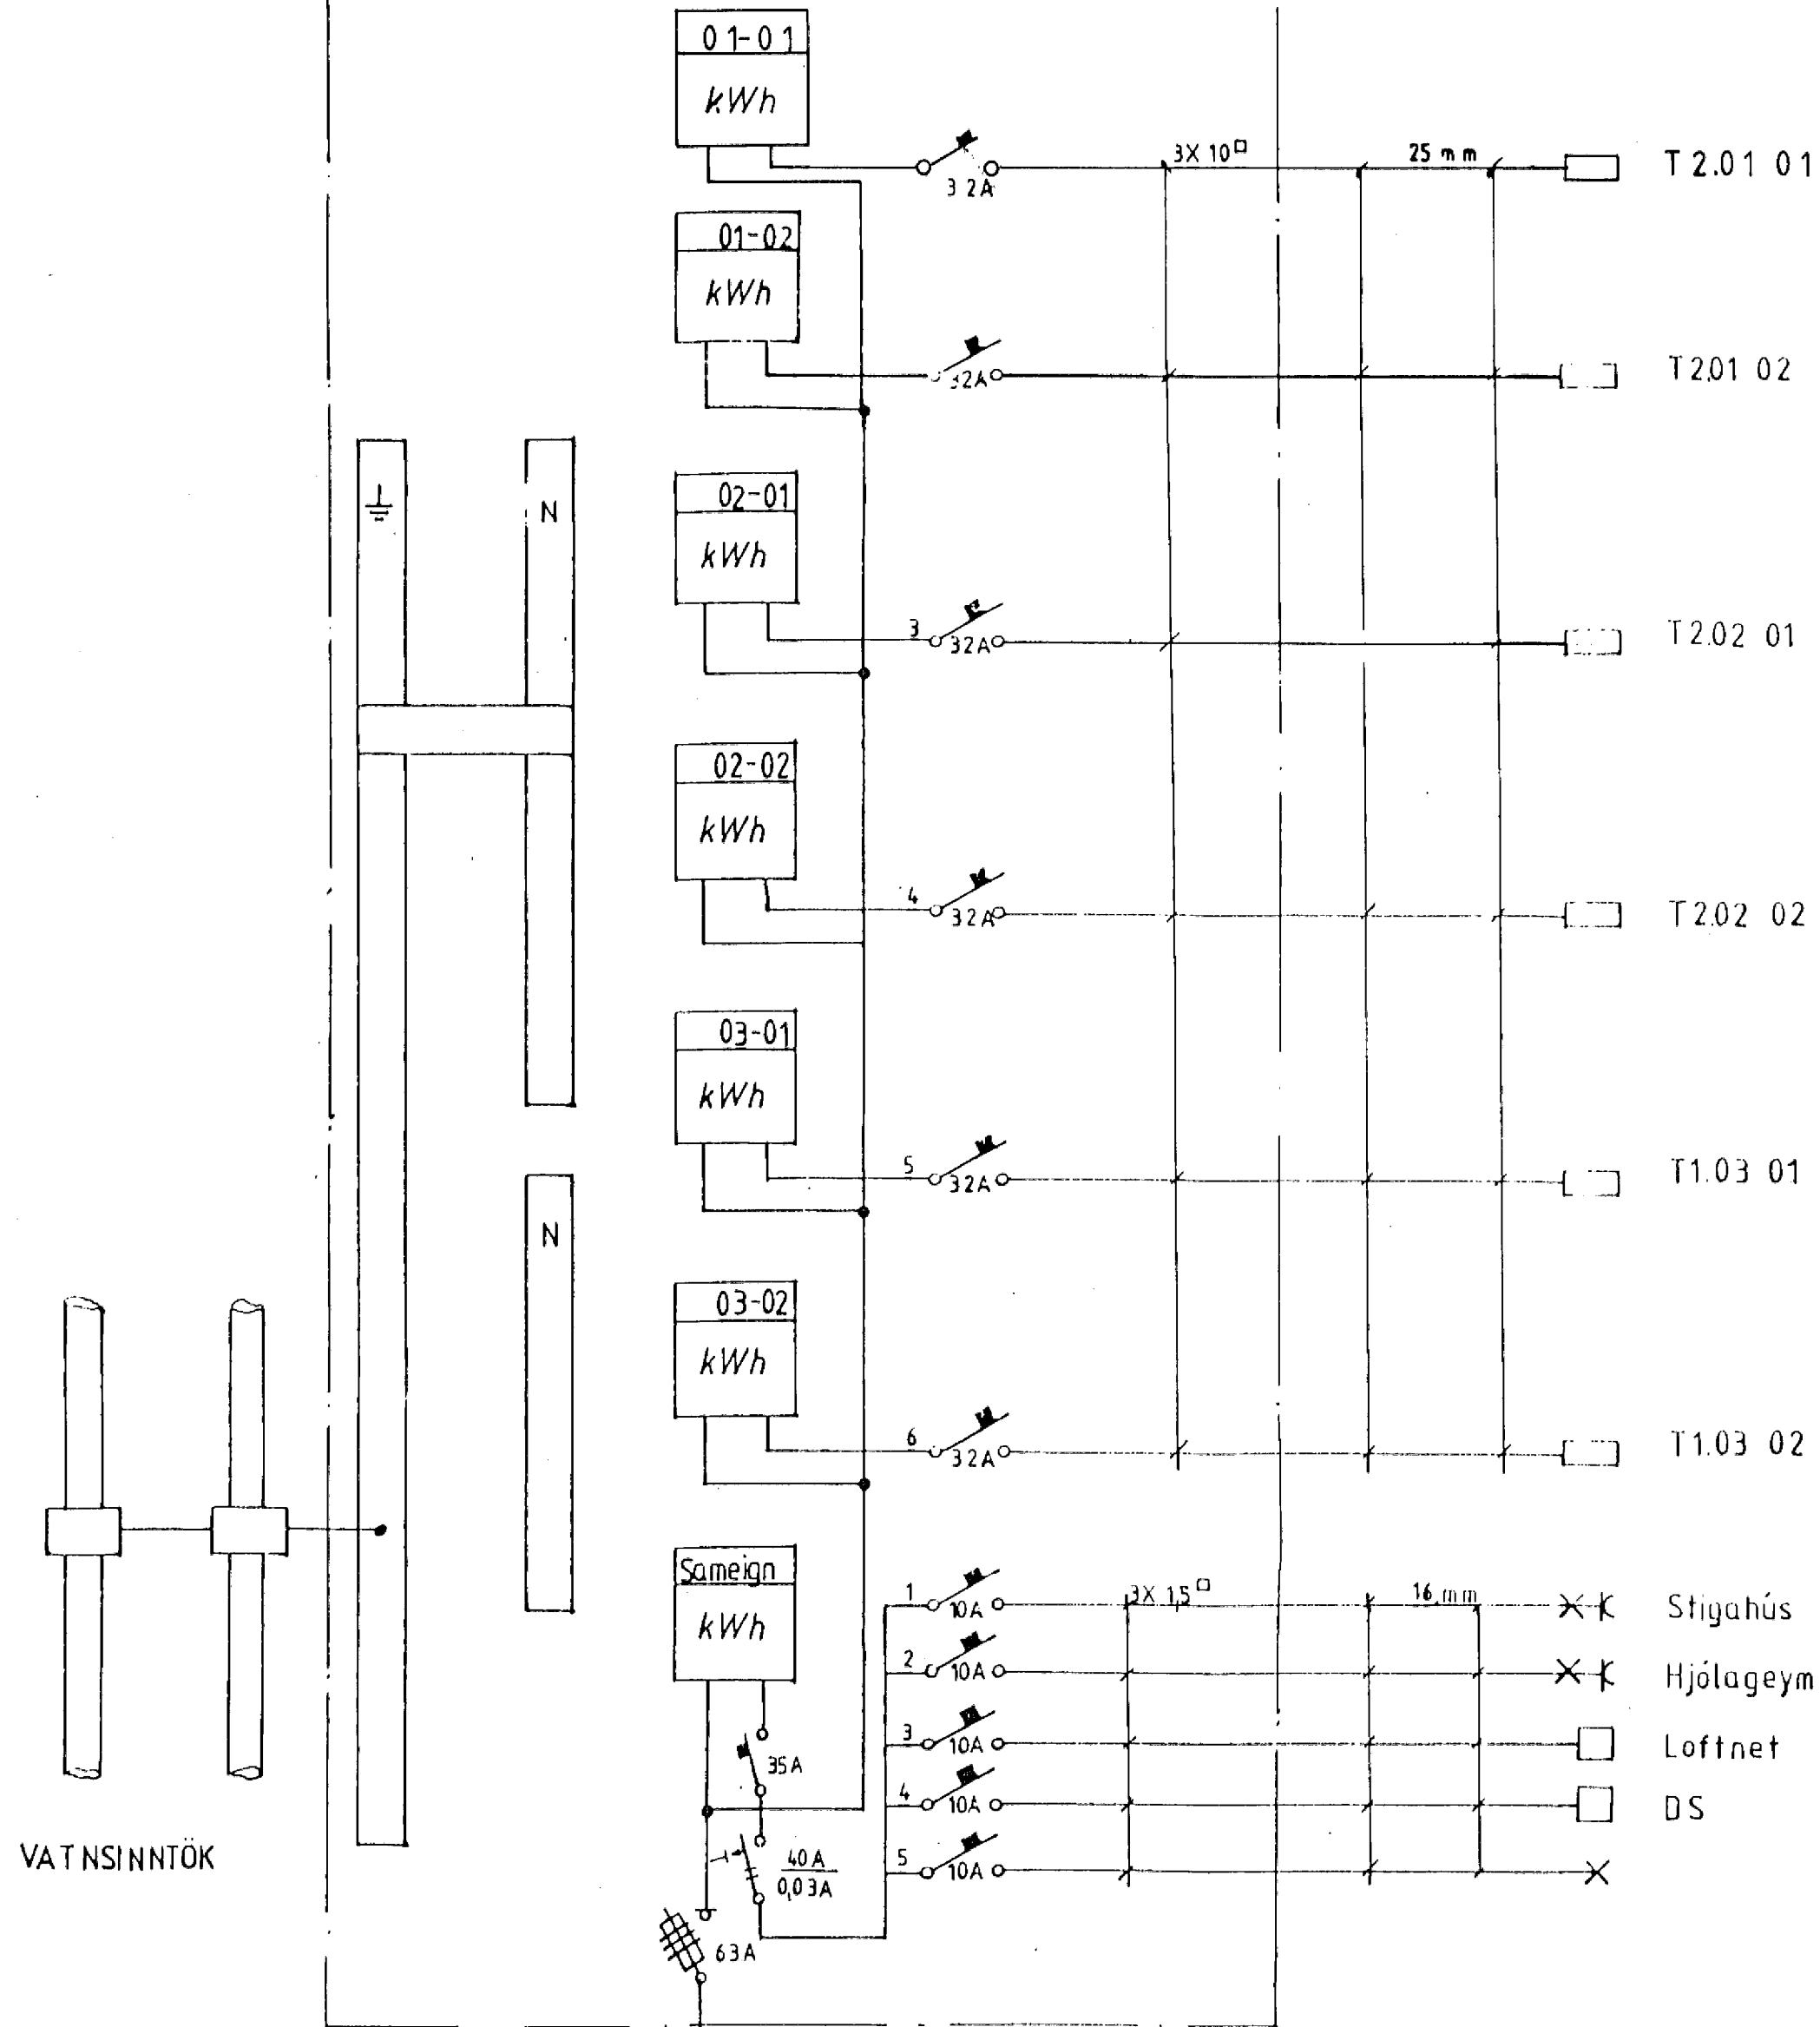 01-01
kWh
32A
3X 10□
25 mm
T2.01 01
01-02
kWh
32A
T2.01 02
N
02-01
kWh
3
32A
T2.02 01
02-02
kWh
4
32A
T2.02 02
03-01
kWh
5
32A
T1.03 01
N
03-02
kWh
6
32A
T1.03 02
Sameign
kWh
1
10A
3X 1,5□
16 mm
Stigahús
2
10A
Hjólageym
3
10A
Loftnet
35A
4
10A
DS
5
10A
40A
0,03A
63A
VATNSINNTÖK